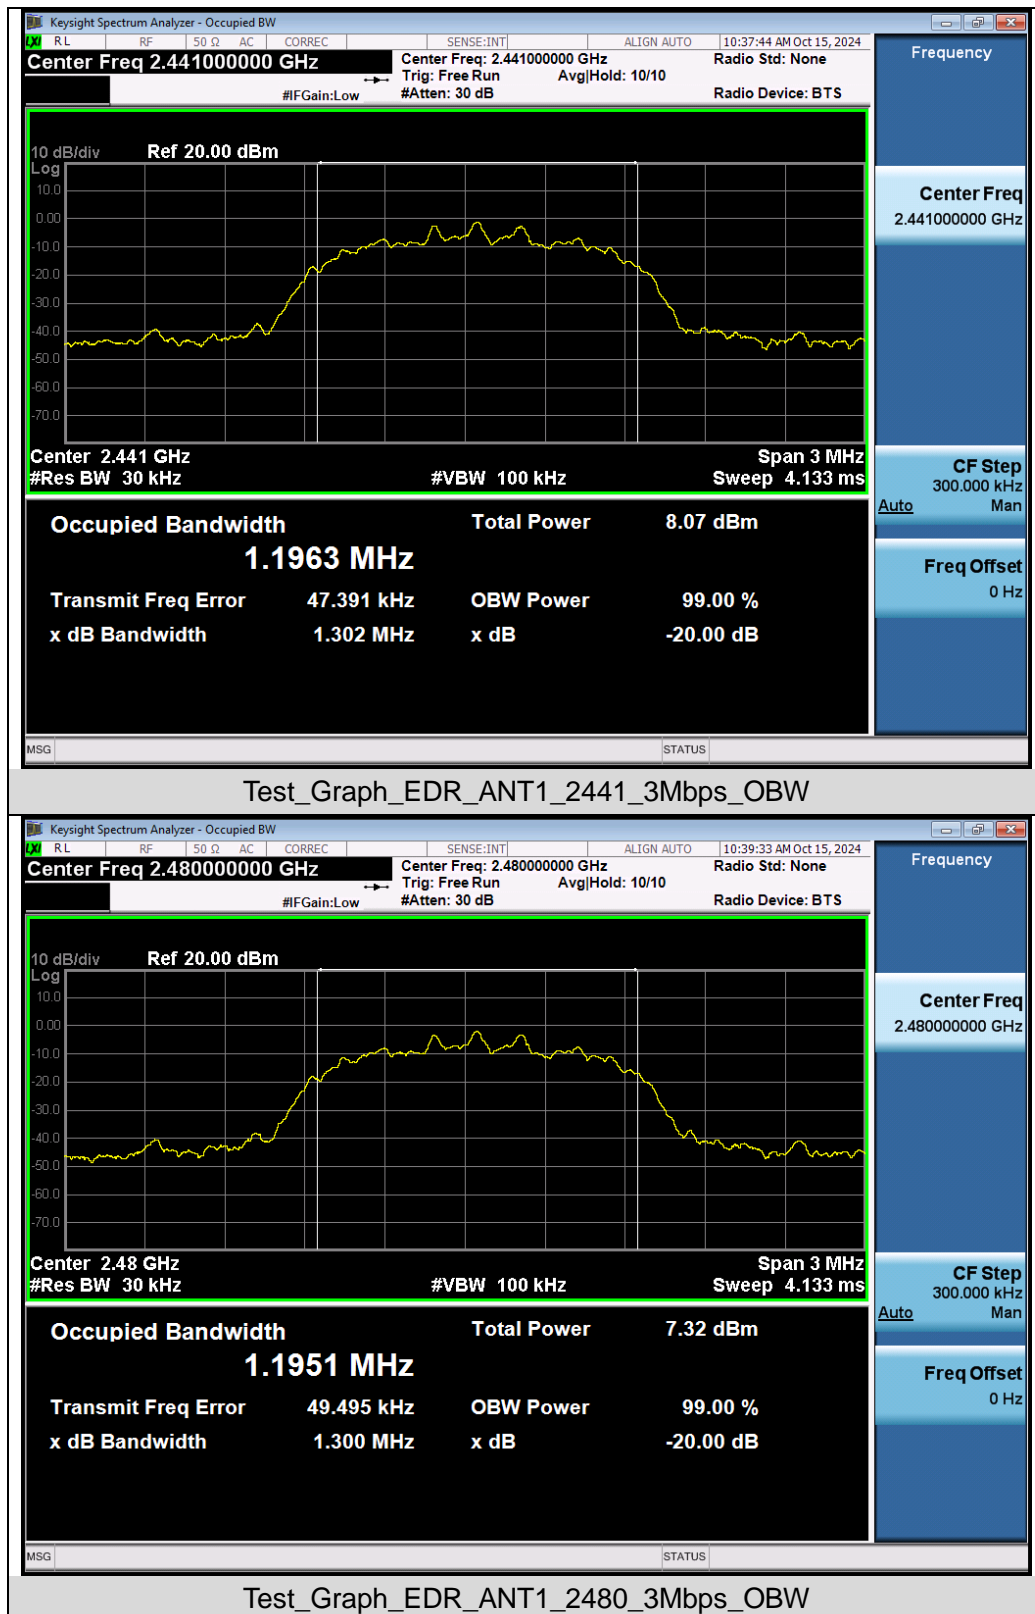 Keysight Spectrum Analyzer - Occupied BW
LXI RL RF 50 Ω AC CORREC SENSE:INT ALIGN AUTO 10:37:44 AM Oct 15, 2024
Center Freq 2.441000000 GHz
Center Freq: 2.441000000 GHz
Radio Std: None
Trig: Free Run Avg|Hold: 10/10
#IFGain:Low
#Atten: 30 dB
Radio Device: BTS
Frequency
10 dB/div Ref 20.00 dBm
Log
10.0
0.00
-10.0
-20.0
-30.0
-40.0
-50.0
-60.0
-70.0
Center 2.441 GHz
Span 3 MHz
#Res BW 30 kHz
#VBW 100 kHz
Sweep 4.133 ms
Center Freq
2.441000000 GHz
CF Step
300.000 kHz
Auto Man
Freq Offset
0 Hz
Occupied Bandwidth
1.1963 MHz
Total Power 8.07 dBm
Transmit Freq Error 47.391 kHz
OBW Power 99.00 %
x dB Bandwidth 1.302 MHz
x dB -20.00 dB
MSG
STATUS
Test_Graph_EDR_ANT1_2441_3Mbps_OBW
Keysight Spectrum Analyzer - Occupied BW
LXI RL RF 50 Ω AC CORREC SENSE:INT ALIGN AUTO 10:39:33 AM Oct 15, 2024
Center Freq 2.480000000 GHz
Center Freq: 2.480000000 GHz
Radio Std: None
Trig: Free Run Avg|Hold: 10/10
#IFGain:Low
#Atten: 30 dB
Radio Device: BTS
Frequency
10 dB/div Ref 20.00 dBm
Log
10.0
0.00
-10.0
-20.0
-30.0
-40.0
-50.0
-60.0
-70.0
Center 2.48 GHz
Span 3 MHz
#Res BW 30 kHz
#VBW 100 kHz
Sweep 4.133 ms
Center Freq
2.480000000 GHz
CF Step
300.000 kHz
Auto Man
Freq Offset
0 Hz
Occupied Bandwidth
1.1951 MHz
Total Power 7.32 dBm
Transmit Freq Error 49.495 kHz
OBW Power 99.00 %
x dB Bandwidth 1.300 MHz
x dB -20.00 dB
MSG
STATUS
Test_Graph_EDR_ANT1_2480_3Mbps_OBW